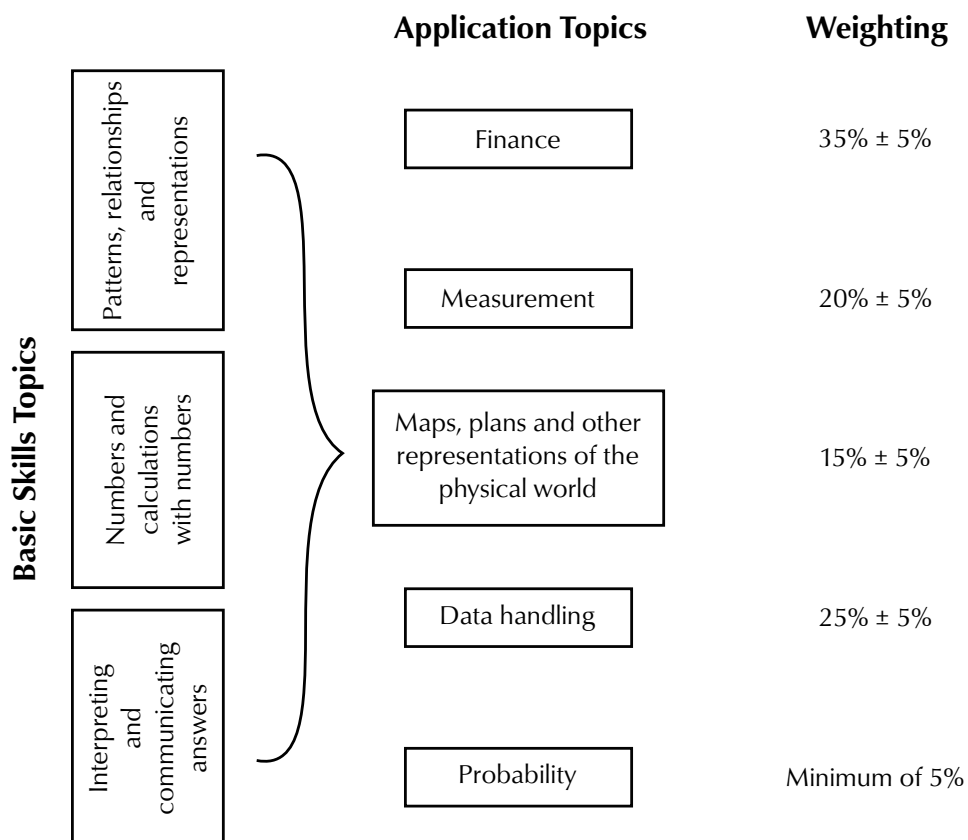 Application Topics
Weighting
Basic Skills Topics
Patterns, relationships
and
representations
Numbers and
calculations
with numbers
Interpreting
and
communicating
answers
Finance
35% ± 5%
Measurement
20% ± 5%
Maps, plans and other
representations of the
physical world
15% ± 5%
Data handling
25% ± 5%
Probability
Minimum of 5%